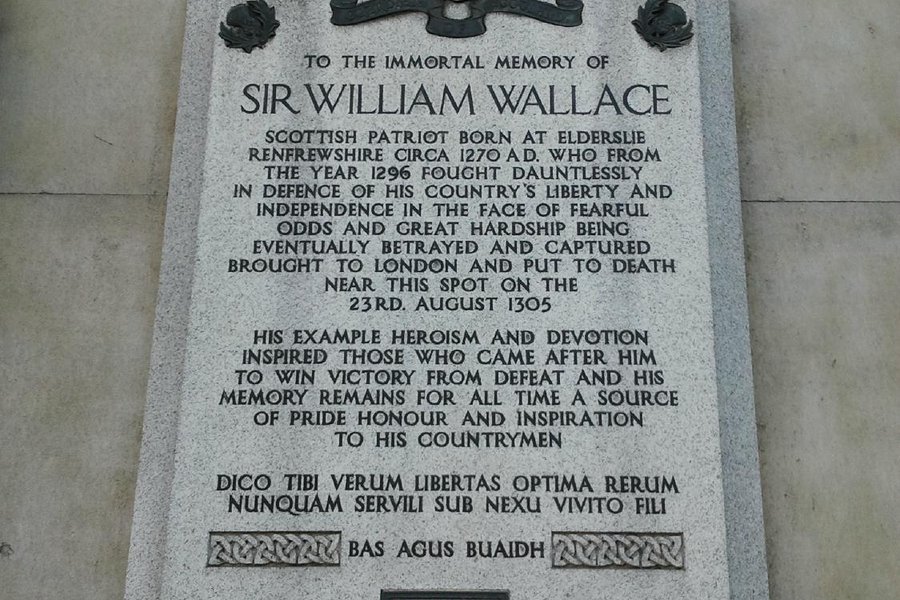 TO THE IMMORTAL MEMORY OF
SIR WILLIAM WALLACE
SCOTTISH PATRIOT BORN AT ELDERSLIE
RENFREWSHIRE CIRCA 1270 A.D. WHO FROM
THE YEAR 1296 FOUGHT DAUNTLESSLY
IN DEFENCE OF HIS COUNTRY'S LIBERTY AND
INDEPENDENCE IN THE FACE OF FEARFUL
ODDS AND GREAT HARDSHIP BEING
EVENTUALLY BETRAYED AND CAPTURED
BROUGHT TO LONDON AND PUT TO DEATH
NEAR THIS SPOT ON THE
23RD. AUGUST 1305
HIS EXAMPLE HEROISM AND DEVOTION
INSPIRED THOSE WHO CAME AFTER HIM
TO WIN VICTORY FROM DEFEAT AND HIS
MEMORY REMAINS FOR ALL TIME A SOURCE
OF PRIDE HONOUR AND INSPIRATION
TO HIS COUNTRYMEN
DICO TIBI VERUM LIBERTAS OPTIMA RERUM
NUNQUAM SERVILI SUB NEXU VIVITO FILI
BAS AGUS BUAIDH